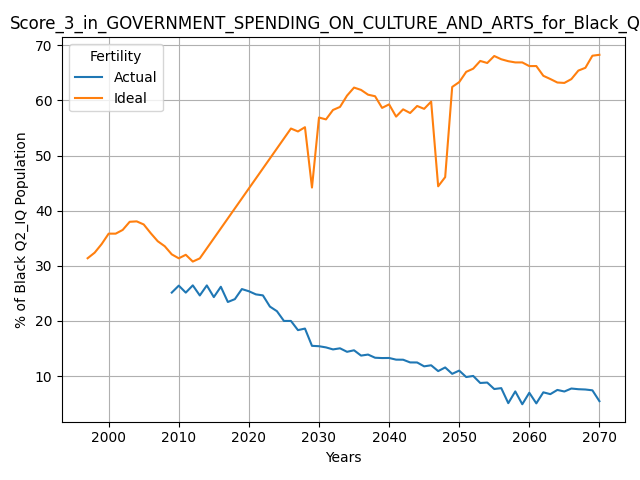 Score_3_in_GOVERNMENT_SPENDING_ON_CULTURE_AND_ARTS_for_Black_Q
Fertility
Actual
Ideal
70
60
50
40
30
20
10
% of Black Q2_IQ Population
2000 2010 2020 2030 2040 2050 2060 2070
Years